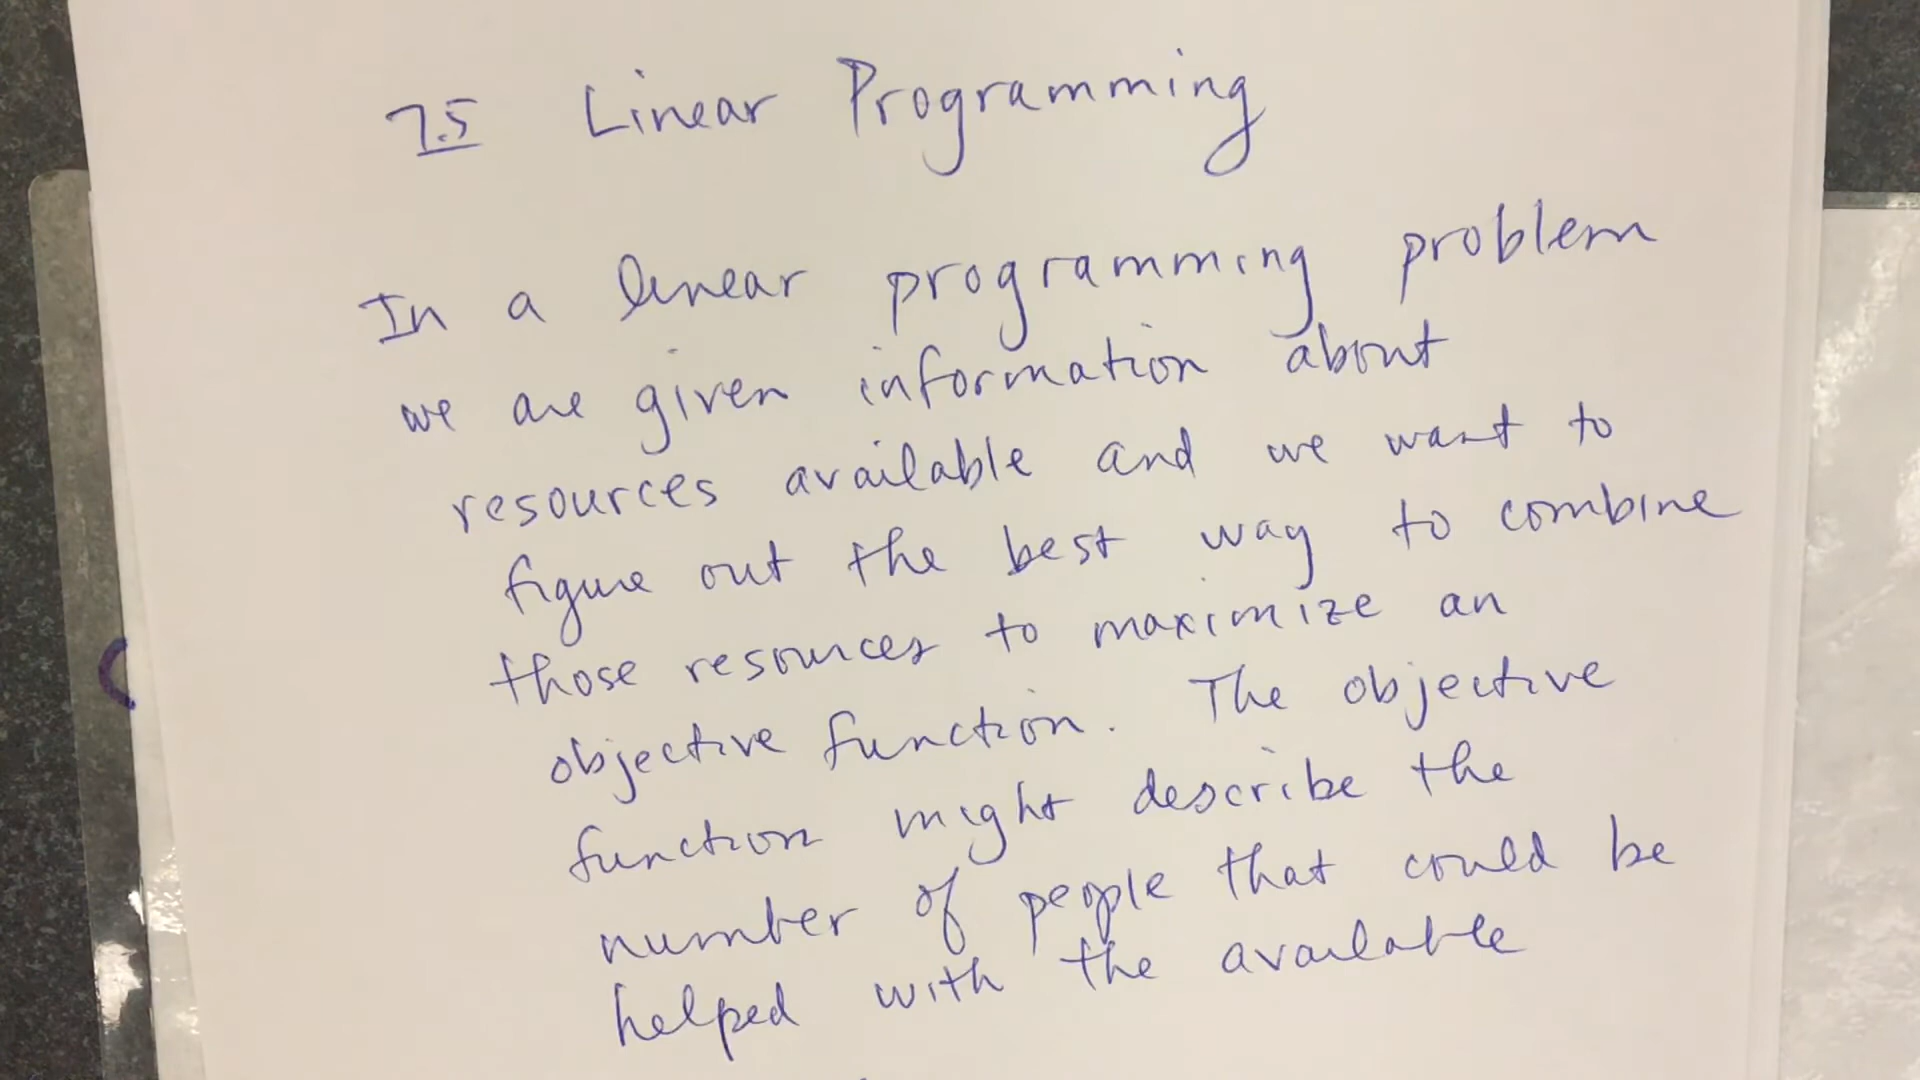 7.5 Linear Programming
In a linear programming problem
we are given information about
resources available and we want to
figure out the best way to combine
those resources to maximize an
objective function. The objective
function might describe the
number of people that could be
helped with the available